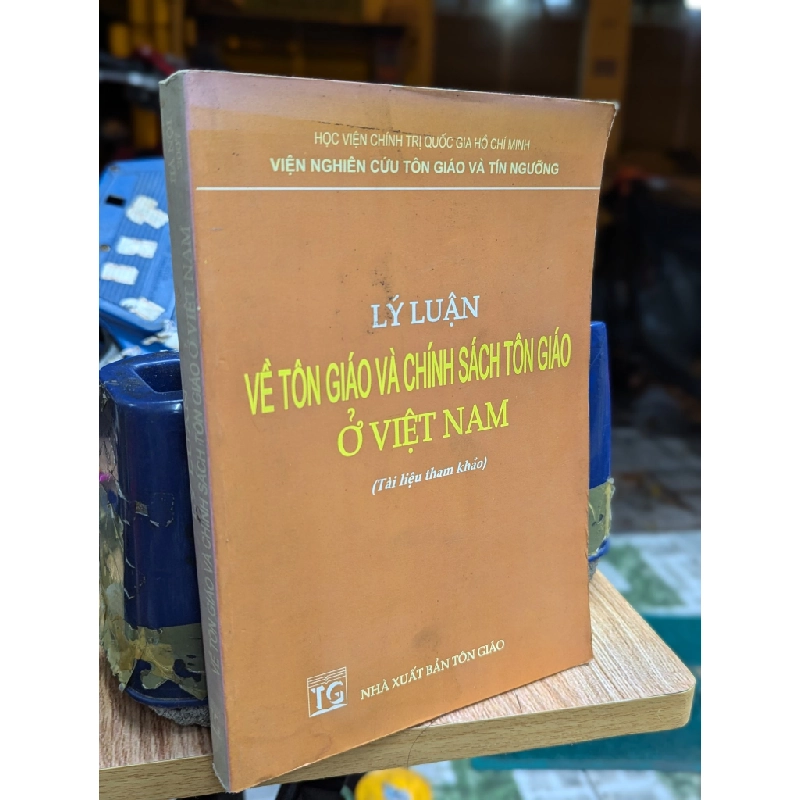 HỌC VIỆN CHÍNH TRỊ QUỐC GIA HỒ CHÍ MINH
VIỆN NGHIÊN CỨU TÔN GIÁO VÀ TÍN NGƯỠNG
LÝ LUẬN
VỀ TÔN GIÁO VÀ CHÍNH SÁCH TÔN GIÁO
Ở VIỆT NAM
(Tài liệu tham khảo)
TG
NHÀ XUẤT BẢN TÔN GIÁO
VỀ TÔN GIÁO VÀ CHÍNH SÁCH TÔN GIÁO Ở VIỆT NAM